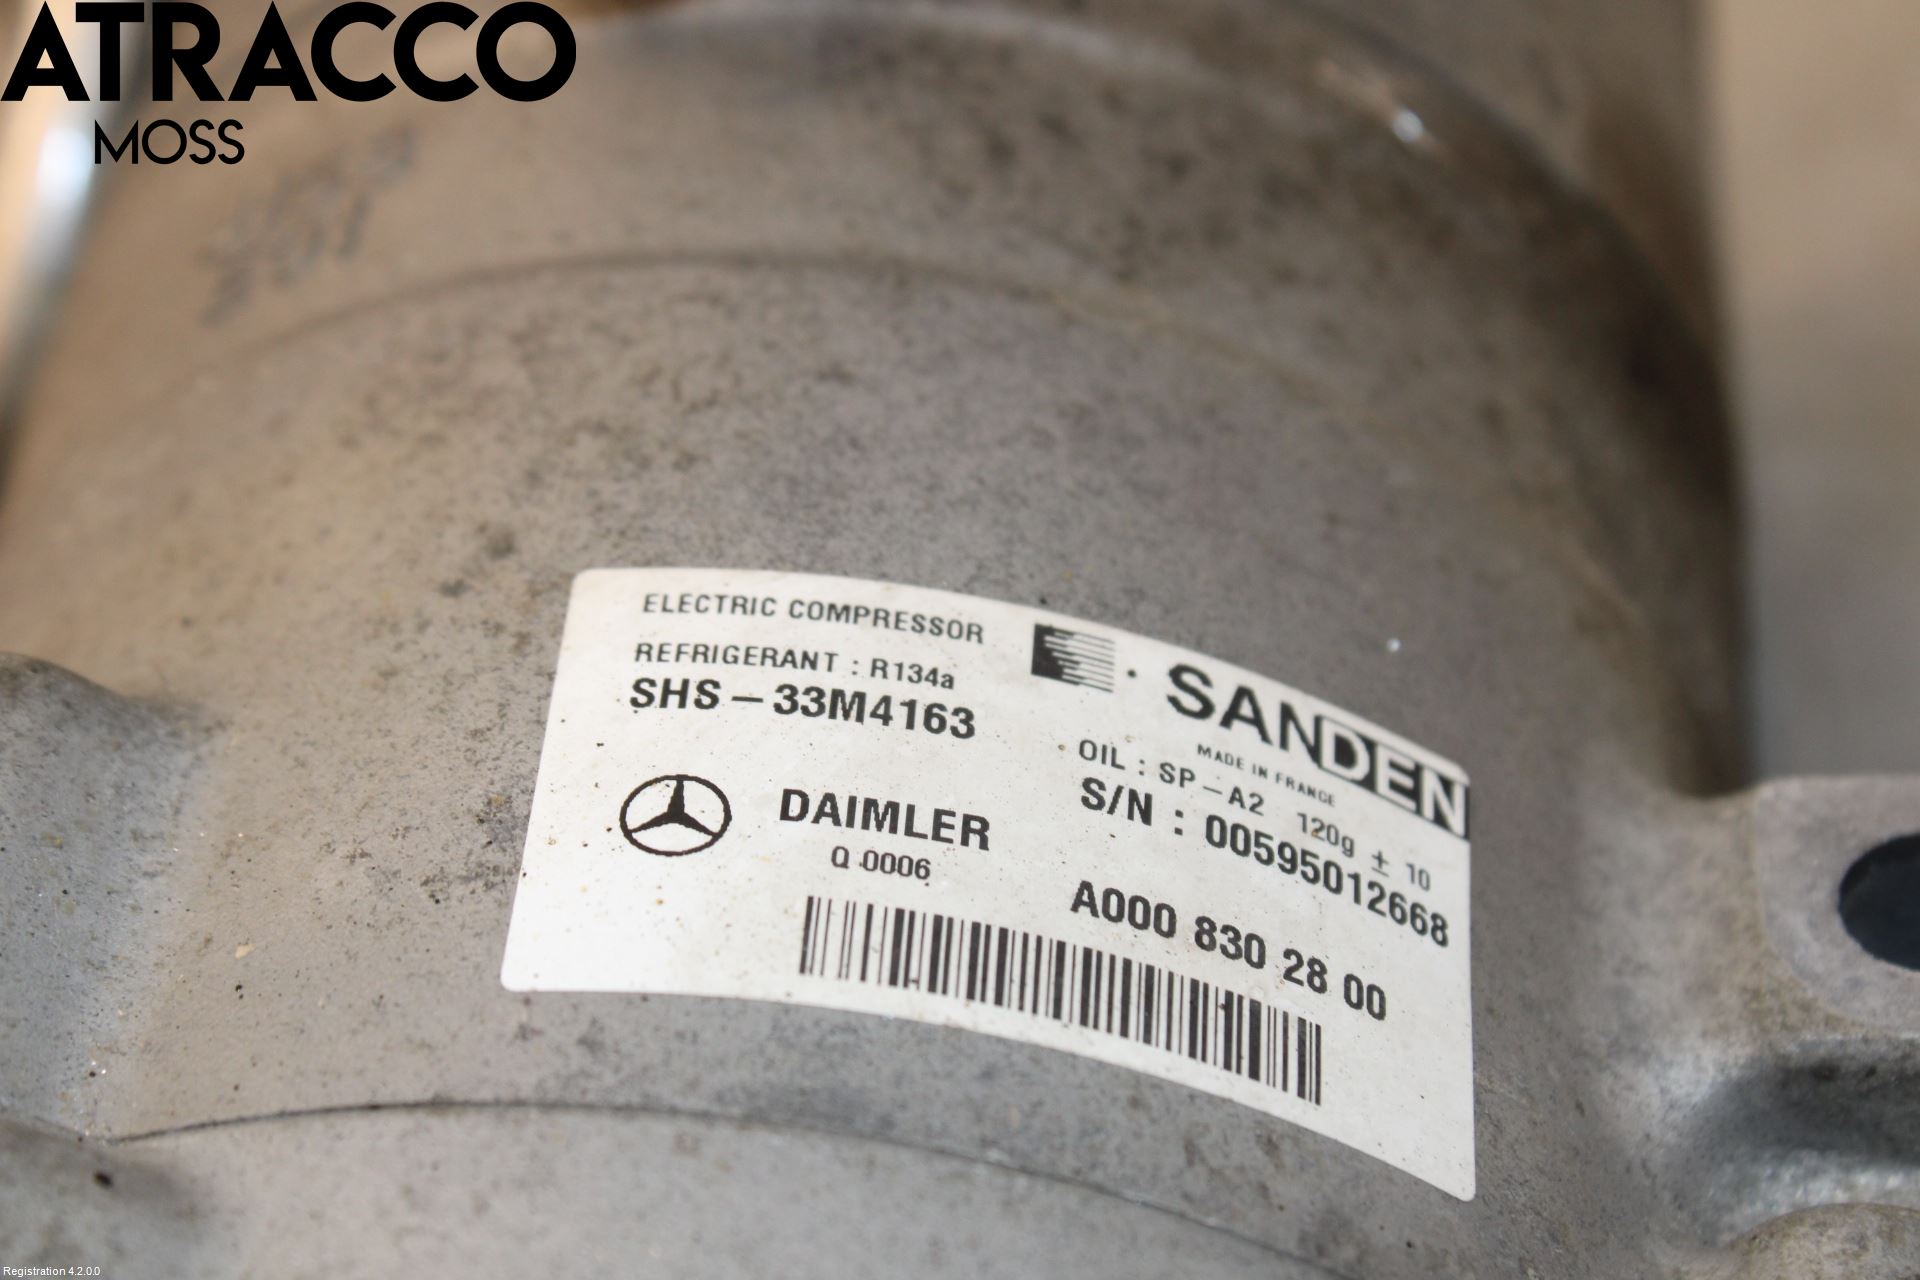 ATRACCO
MOSS
ELECTRIC COMPRESSOR
REFRIGERANT : R134a
SHS - 33M4163
SANDEN
MADE IN FRANCE
OIL : SP - A2 120g ± 10
S/N : 00595012668
DAIMLER
Q 0006
A000 830 28 00
Registration 4.2.0.0